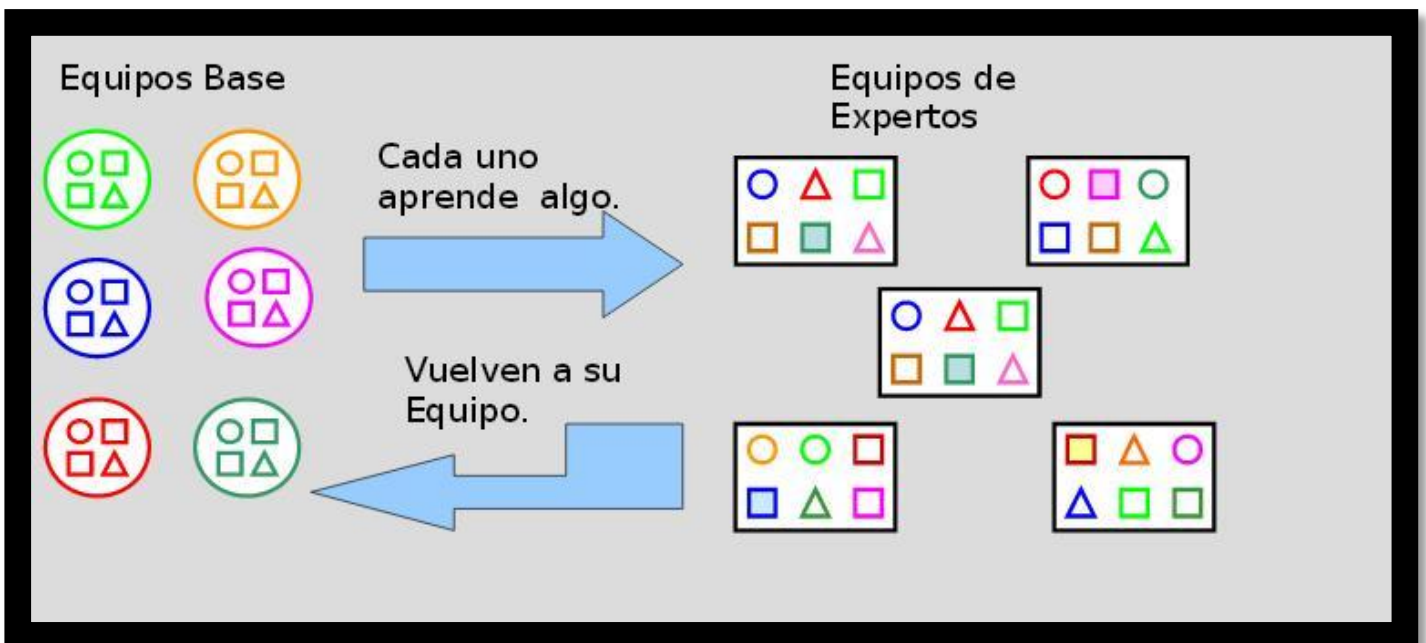 Equipos Base
Equipos de
Expertos
Cada uno
aprende algo.
Vuelven a su
Equipo.